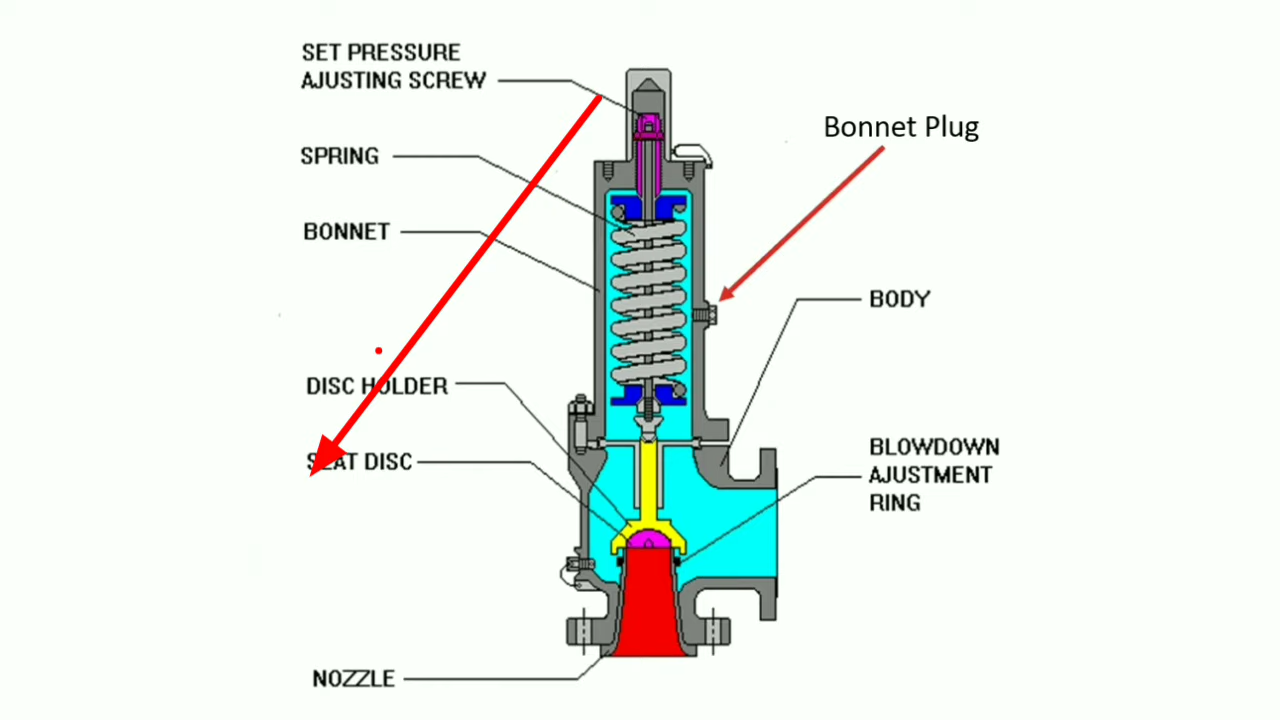 SET PRESSURE
AJUSTING SCREW
Bonnet Plug
SPRING
BONNET
BODY
DISC HOLDER
BLOWDOWN
AJUSTMENT
RING
SEAT DISC
NOZZLE